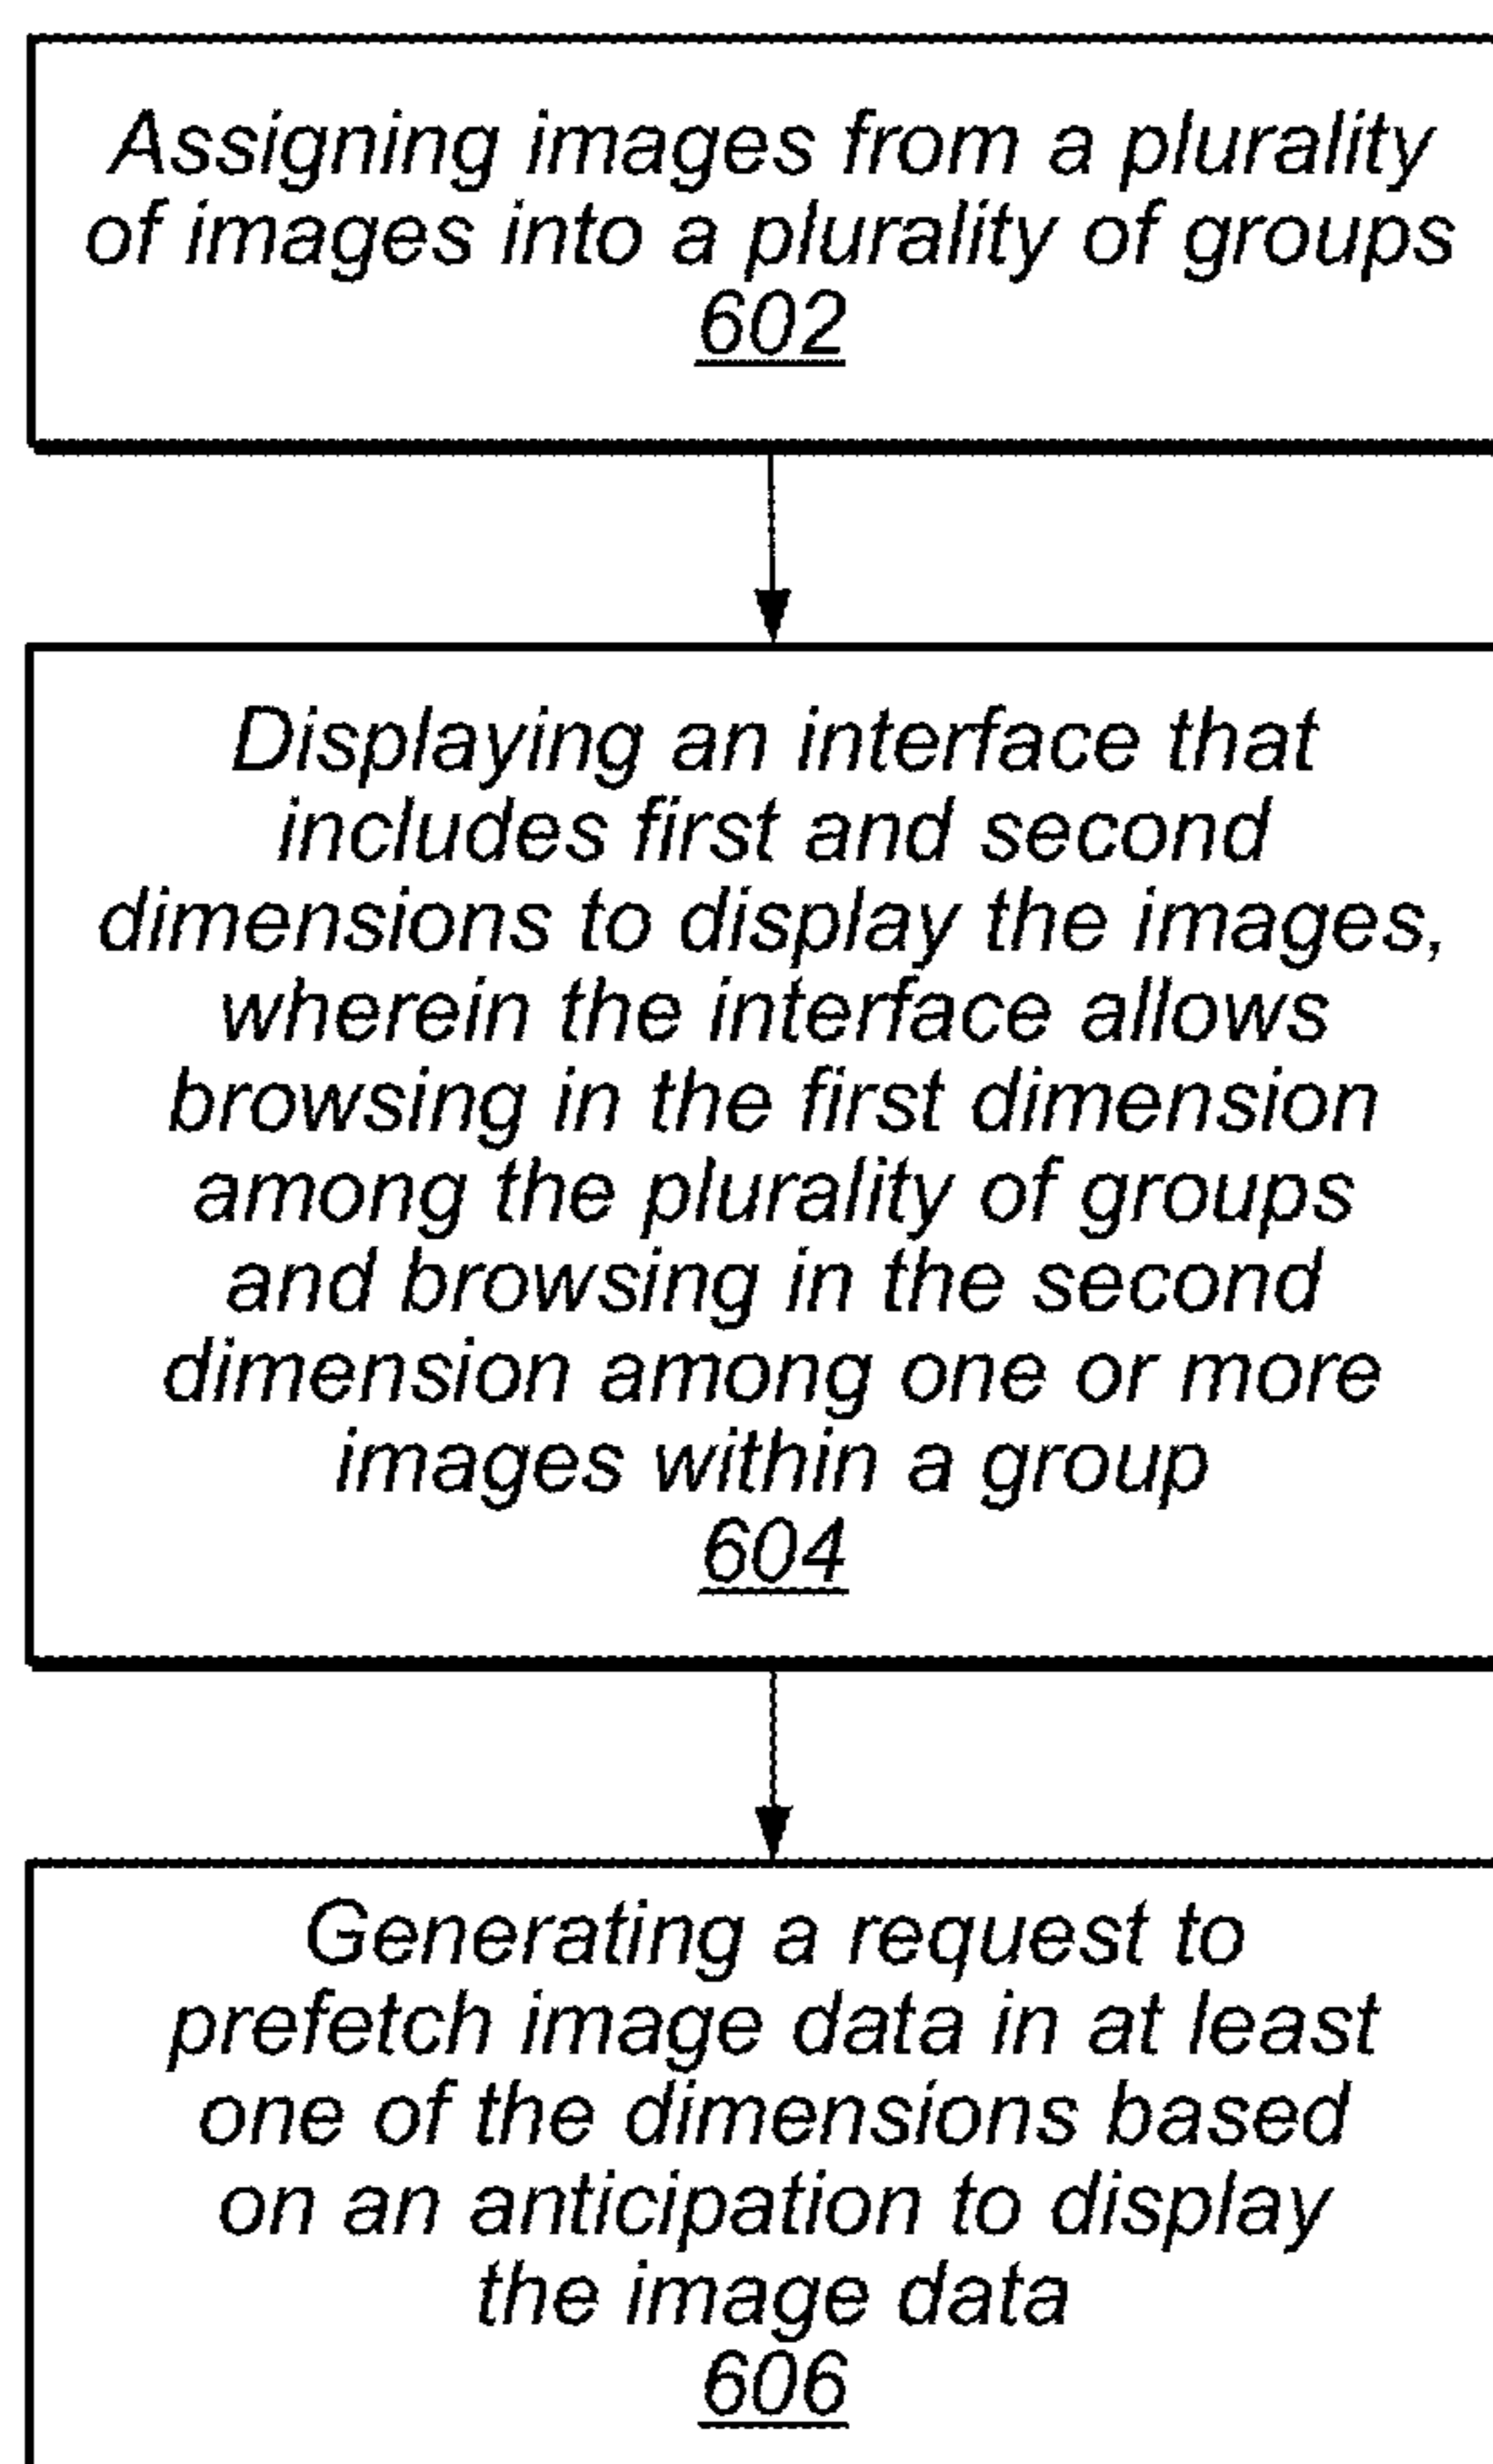 Assigning images from a plurality
of images into a plurality of groups
602
Displaying an interface that
includes first and second
dimensions to display the images,
wherein the interface allows
browsing in the first dimension
among the plurality of groups
and browsing in the second
dimension among one or more
images within a group
604
Generating a request to
prefetch image data in at least
one of the dimensions based
on an anticipation to display
the image data
606